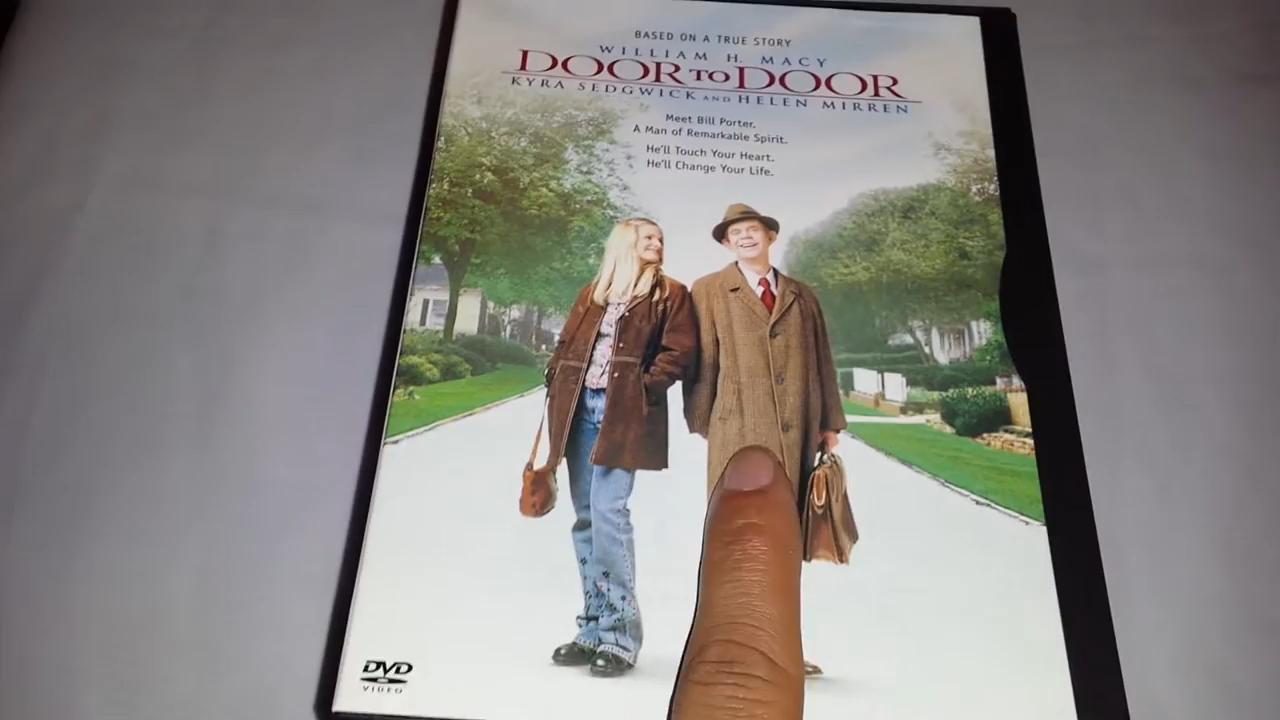 BASED ON A TRUE STORY
WILLIAM H. MACY
DOOR TO DOOR
KYRA SEDGWICK AND HELEN MIRREN
Meet Bill Porter.
A Man of Remarkable Spirit.
He'll Touch Your Heart.
He'll Change Your Life.
DVD
VIDEO